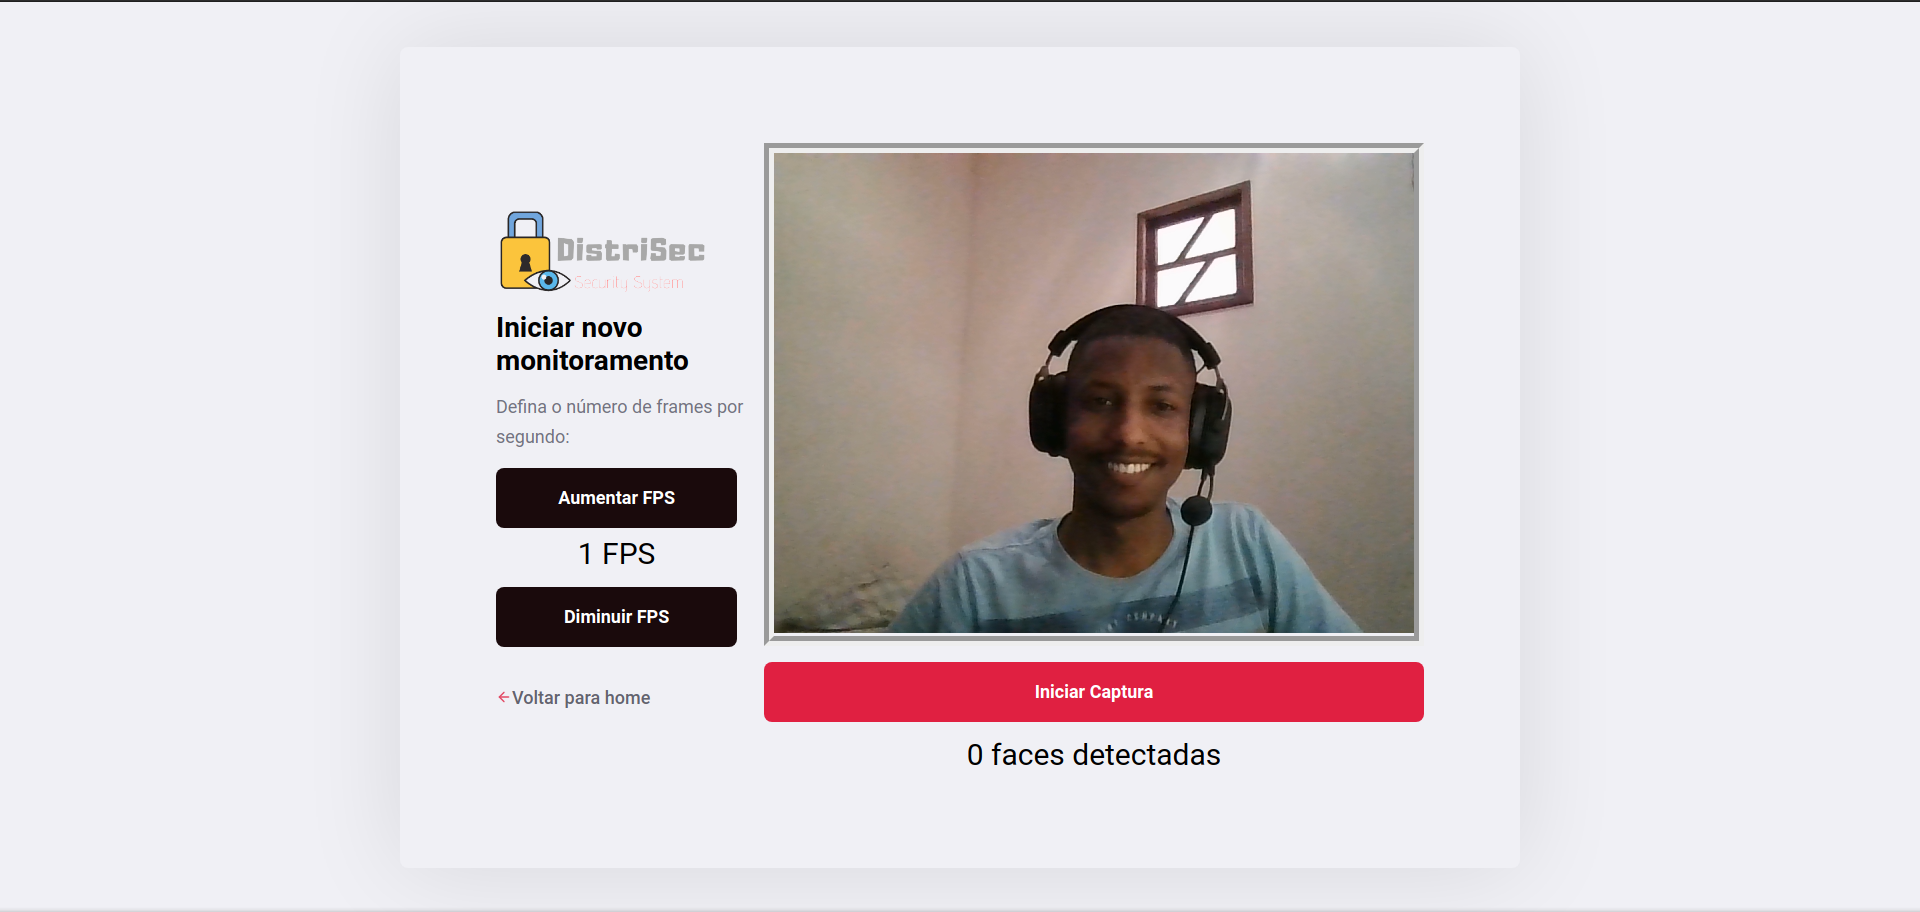 DistriSec
Security System
Iniciar novo
monitoramento
Defina o número de frames por
segundo:
Aumentar FPS
1 FPS
Diminuir FPS
Voltar para home
Iniciar Captura
0 faces detectadas